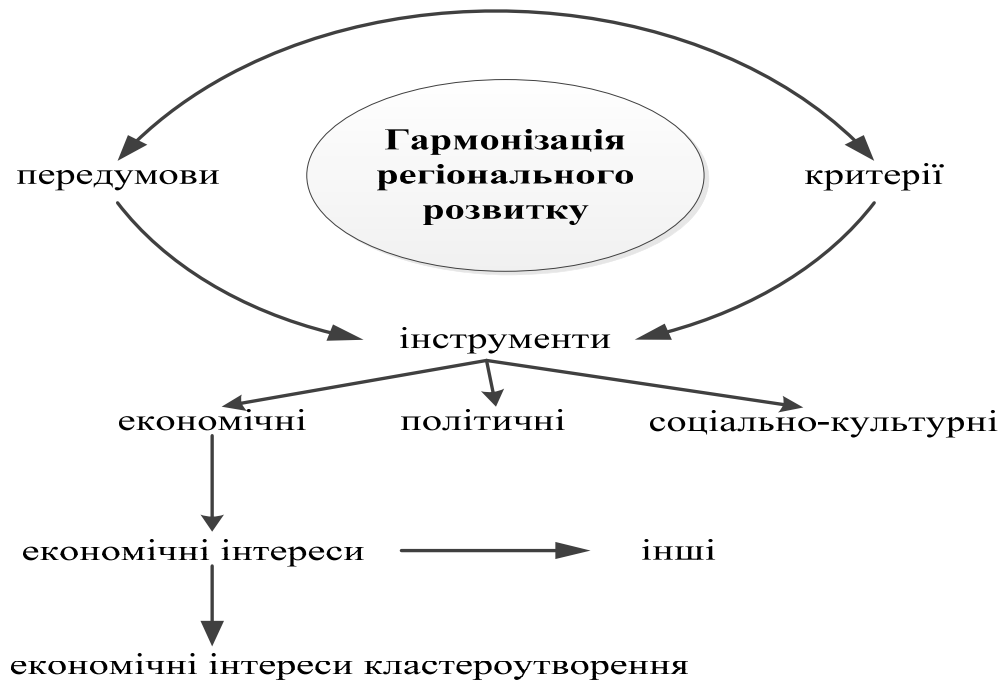 Гармонізація
регіонального
розвитку
передумови
критерії
інструменти
економічні
політичні
соціально-культурні
економічні інтереси
інші
економічні інтереси кластероутворення